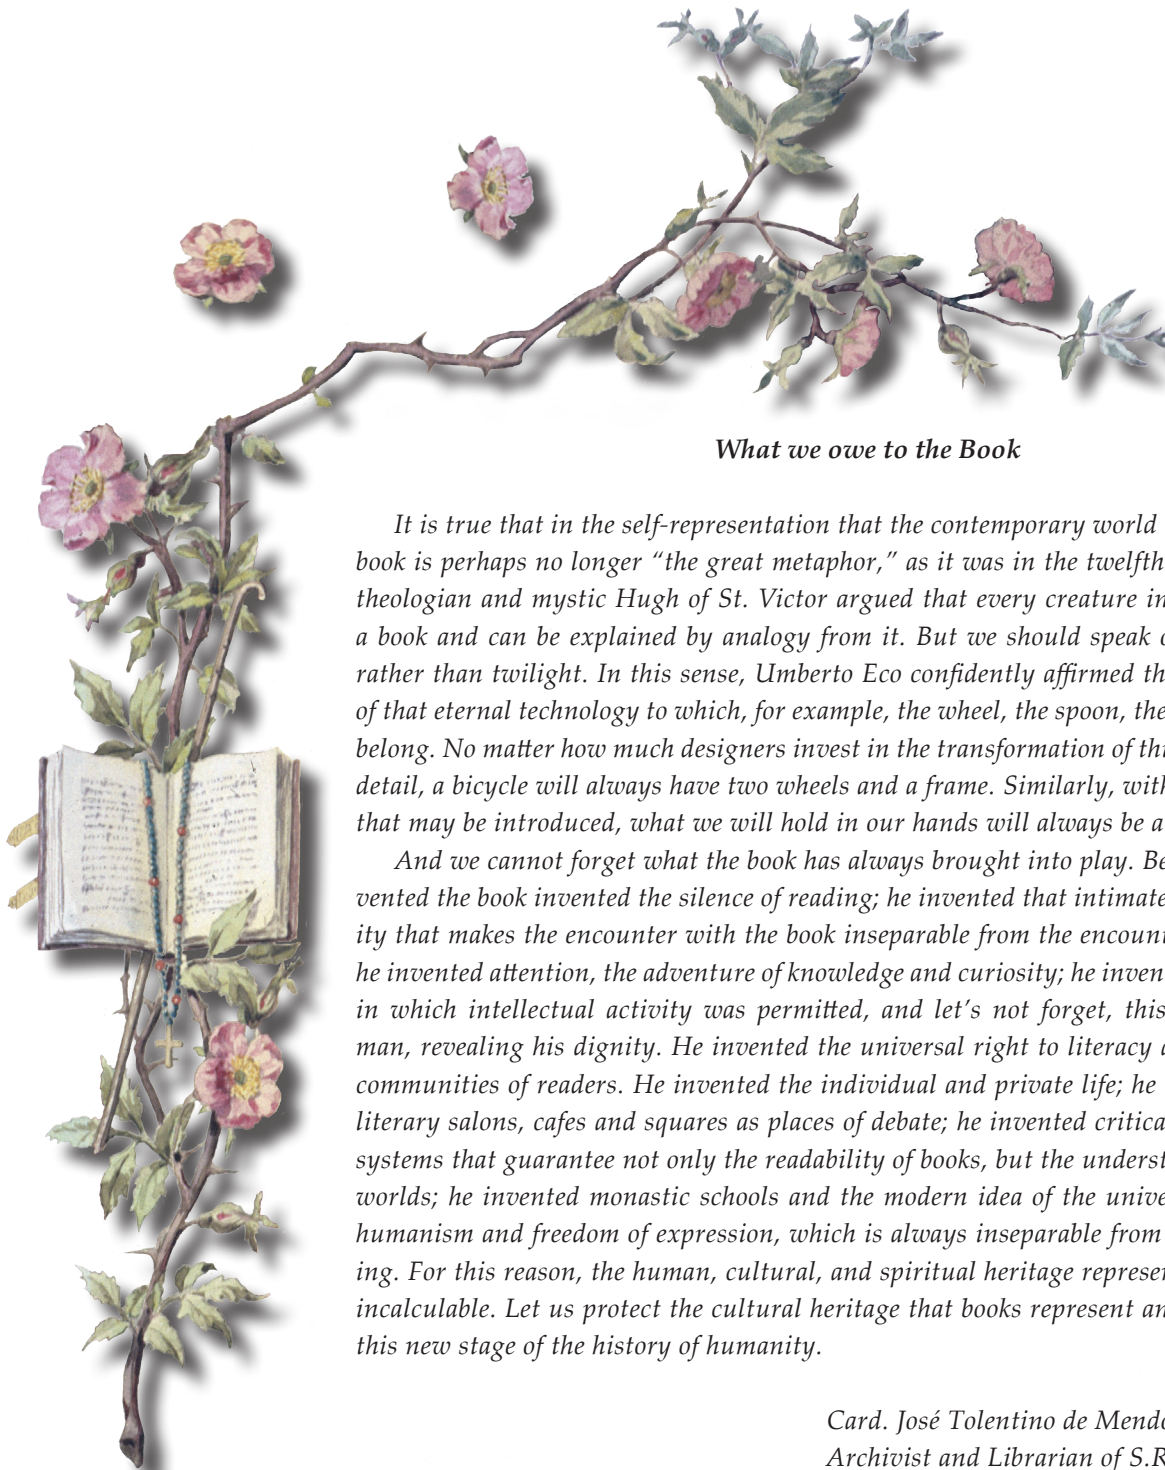 What we owe to the Book
It is true that in the self-representation that the contemporary world
book is perhaps no longer “the great metaphor,” as it was in the twelfth
theologian and mystic Hugh of St. Victor argued that every creature in
a book and can be explained by analogy from it. But we should speak o
rather than twilight. In this sense, Umberto Eco confidently affirmed th
of that eternal technology to which, for example, the wheel, the spoon, the
belong. No matter how much designers invest in the transformation of thi
detail, a bicycle will always have two wheels and a frame. Similarly, with
that may be introduced, what we will hold in our hands will always be a
And we cannot forget what the book has always brought into play. Be
vented the book invented the silence of reading; he invented that intimate
ity that makes the encounter with the book inseparable from the encount
he invented attention, the adventure of knowledge and curiosity; he inven
in which intellectual activity was permitted, and let’s not forget, this
man, revealing his dignity. He invented the universal right to literacy a
communities of readers. He invented the individual and private life; he
literary salons, cafes and squares as places of debate; he invented critica
systems that guarantee not only the readability of books, but the underst
worlds; he invented monastic schools and the modern idea of the unive
humanism and freedom of expression, which is always inseparable from
ing. For this reason, the human, cultural, and spiritual heritage represen
incalculable. Let us protect the cultural heritage that books represent an
this new stage of the history of humanity.
Card. José Tolentino de Mendo
Archivist and Librarian of S.R